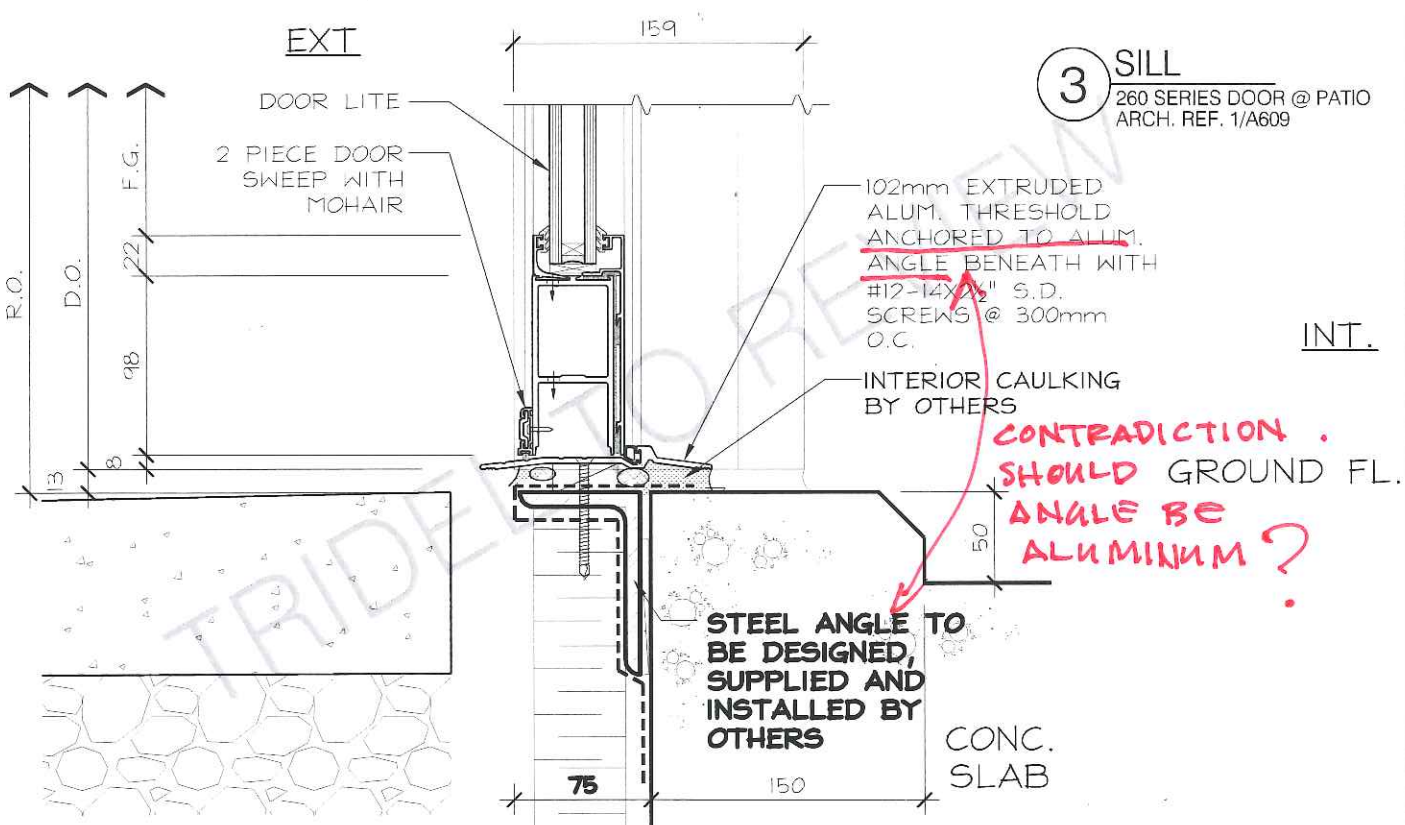 EXT
159
3
SILL
260 SERIES DOOR @ PATIO
ARCH. REF. 1/A609
DOOR LITE
2 PIECE DOOR
SWEEP WITH
MOHAIR
102mm EXTRUDED
ALUM. THRESHOLD
ANCHORED TO ALUM.
ANGLE BENEATH WITH
#12-14X2½" S.D.
SCREWS @ 300mm
O.C.
INT.
INTERIOR CAULKING
BY OTHERS
R.O.
D.O.
F.G.
22
98
8
13
CONTRADICTION.
SHOULD
ANGLE BE
ALUMINUM?
GROUND FL.
50
STEEL ANGLE TO
BE DESIGNED,
SUPPLIED AND
INSTALLED BY
OTHERS
CONC.
SLAB
75
150
TRIDEL TO REVIEW